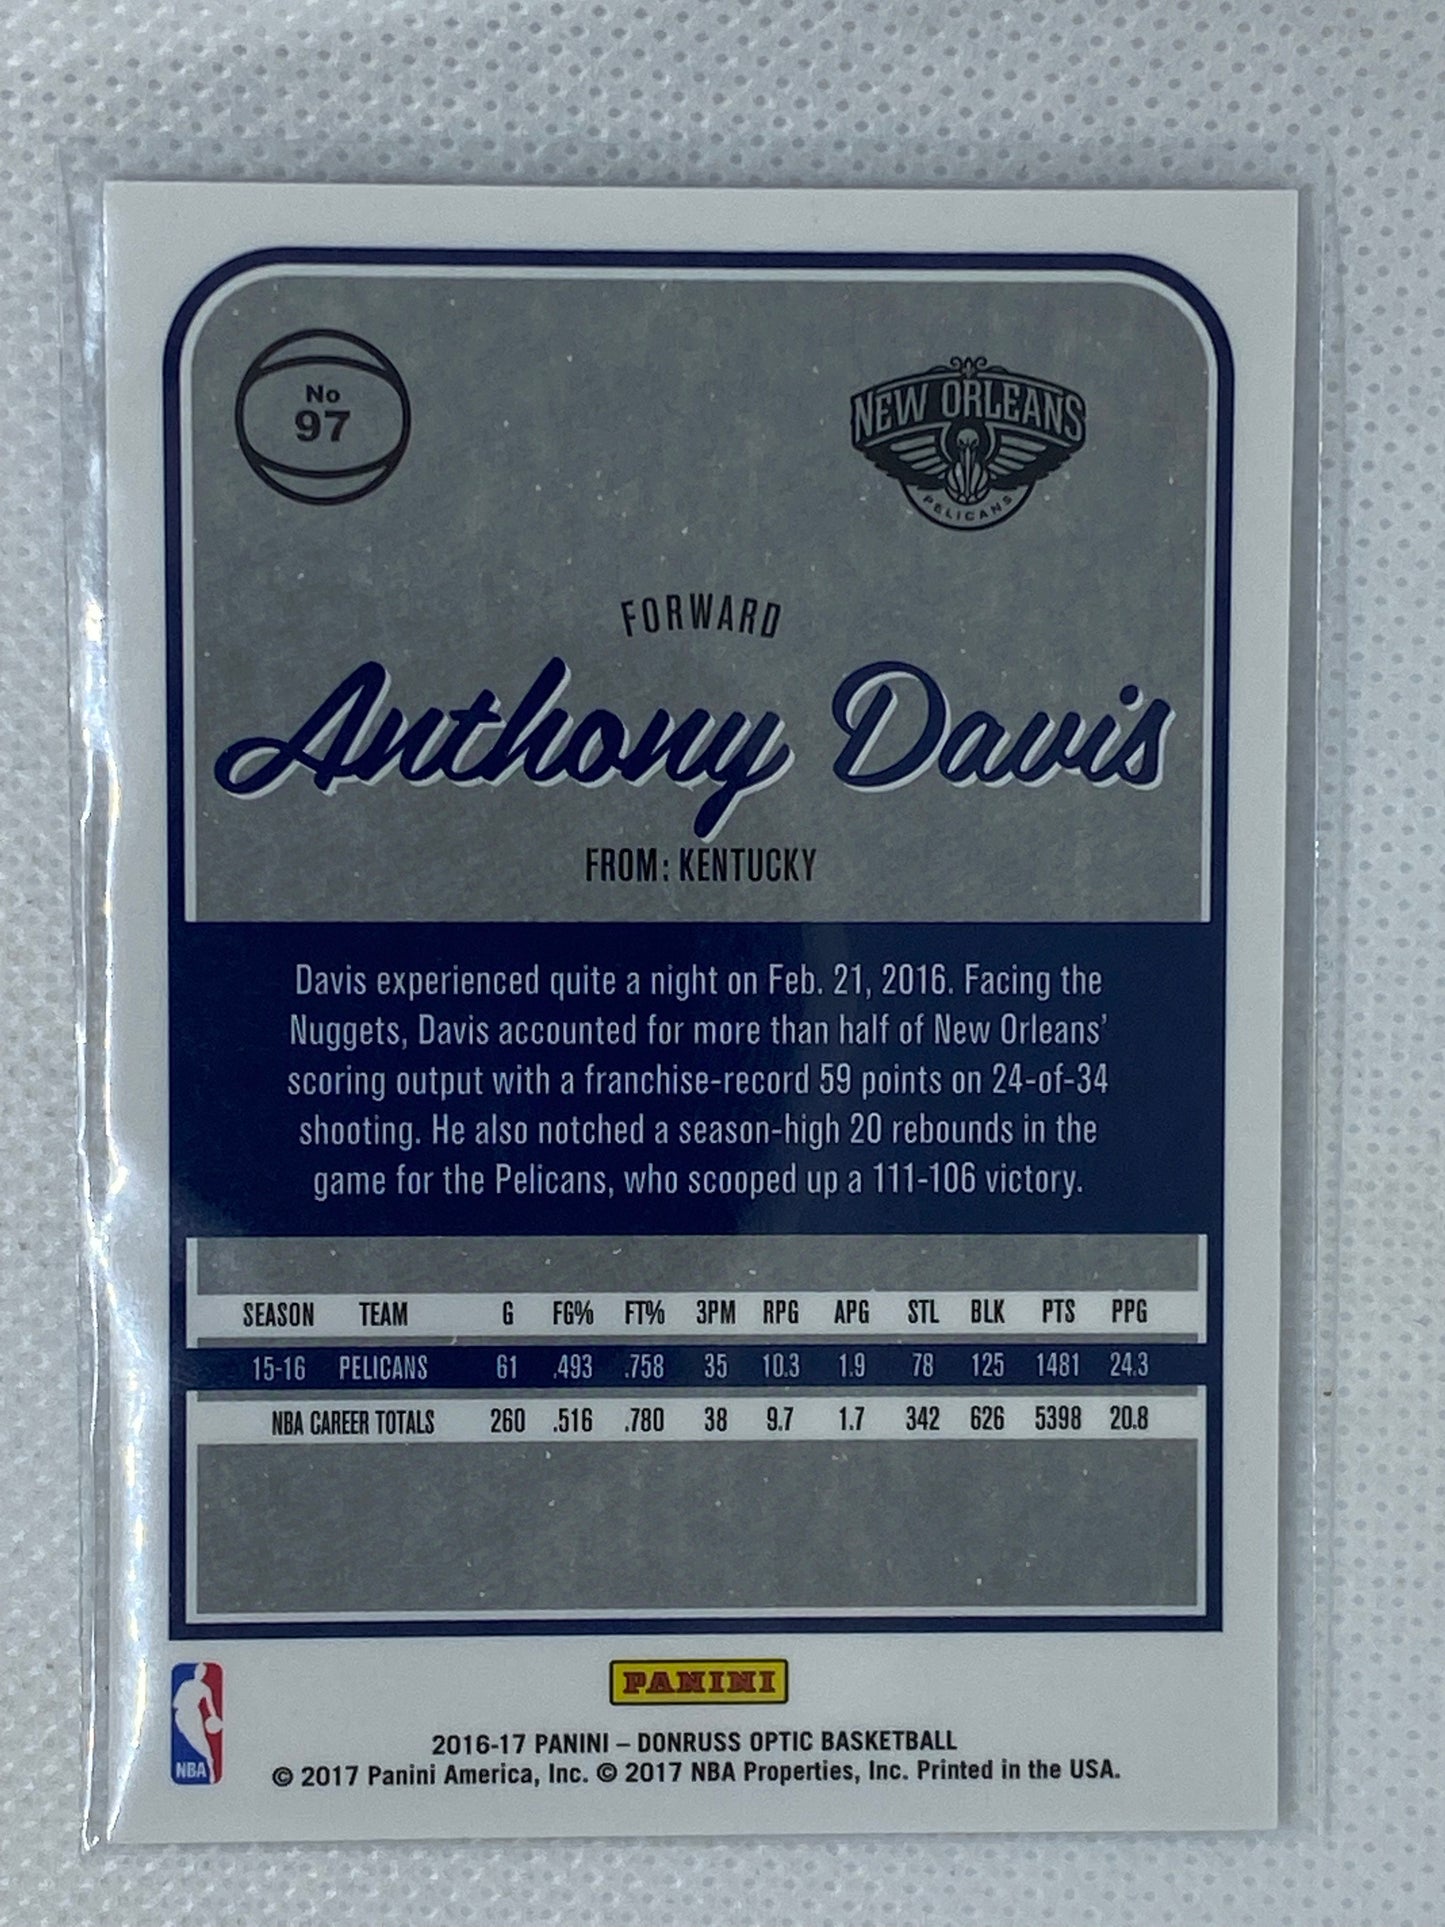 No
97
NEW ORLEANS
PELICANS
FORWARD
Anthony Davis
FROM: KENTUCKY
Davis experienced quite a night on Feb. 21, 2016. Facing the
Nuggets, Davis accounted for more than half of New Orleans'
scoring output with a franchise-record 59 points on 24-of-34
shooting. He also notched a season-high 20 rebounds in the
game for the Pelicans, who scooped up a 111-106 victory.
SEASON TEAM G FG% FT% 3PM RPG APG STL BLK PTS PPG
15-16 PELICANS 61 .493 .758 35 10.3 1.9 78 125 1481 24.3
NBA CAREER TOTALS 260 .516 .780 38 9.7 1.7 342 626 5398 20.8
PANINI
NBA
2016-17 PANINI – DONRUSS OPTIC BASKETBALL
© 2017 Panini America, Inc. © 2017 NBA Properties, Inc. Printed in the USA.